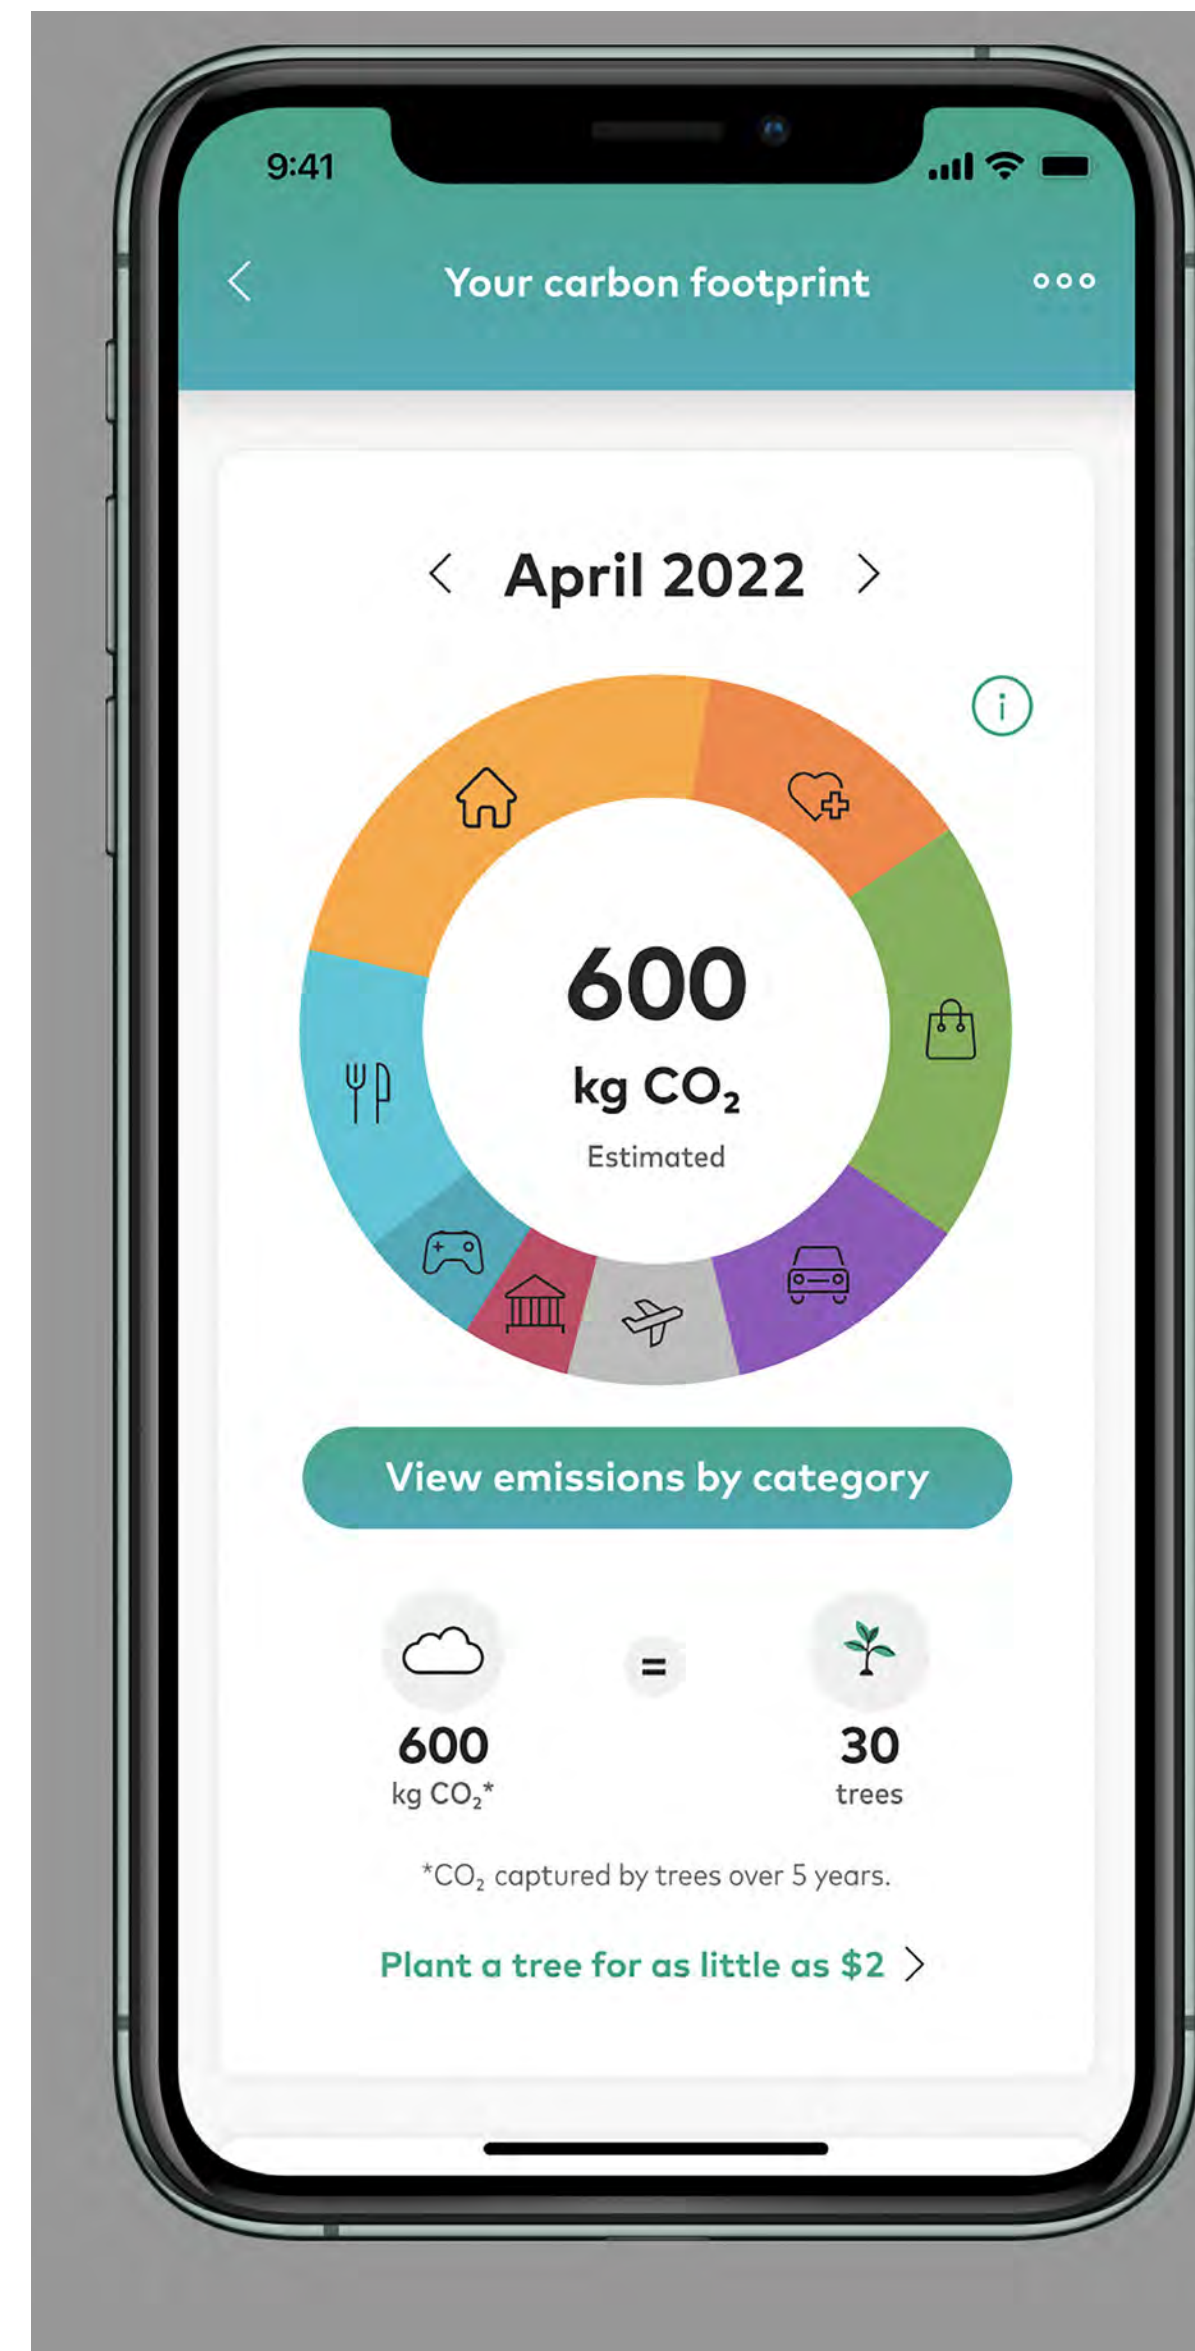 9:41
Your carbon footprint
April 2022
600
kg CO₂
Estimated
View emissions by category
=
600
30
kg CO₂*
trees
*CO₂ captured by trees over 5 years.
Plant a tree for as little as $2